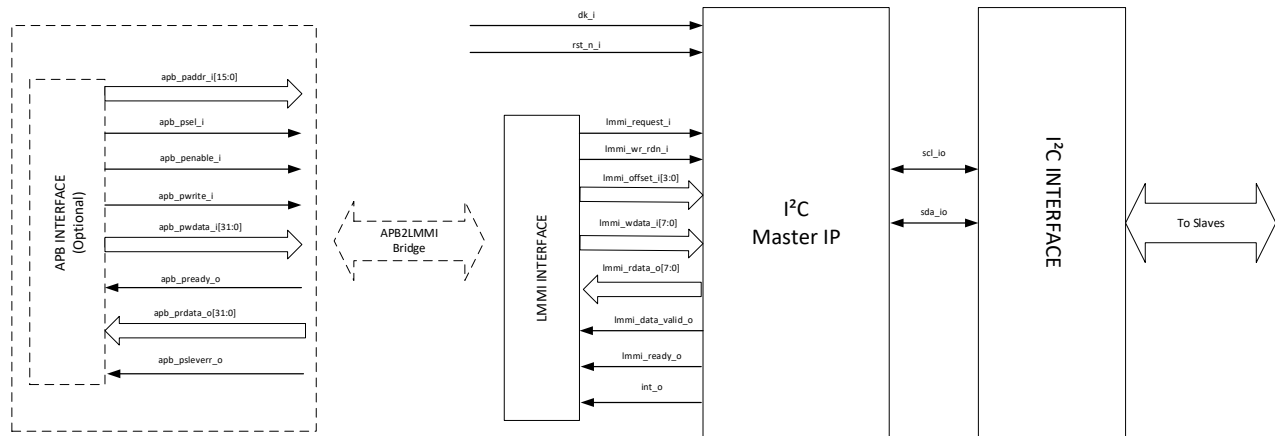 clk_i
rst_n_i
apb_paddr_i[15:0]
apb_psel_i
apb_penable_i
apb_pwrite_i
apb_pwdata_i[31:0]
apb_pready_o
apb_prdata_o[31:0]
apb_psleverr_o
APB INTERFACE
(Optional)
APB2LMMI
Bridge
LMMI INTERFACE
lmmi_request_i
lmmi_wr_rdn_i
lmmi_offset_i[3:0]
lmmi_wdata_i[7:0]
lmmi_rdata_o[7:0]
lmmi_data_valid_o
lmmi_ready_o
int_o
I²C
Master IP
scl_io
sda_io
I²C INTERFACE
To Slaves